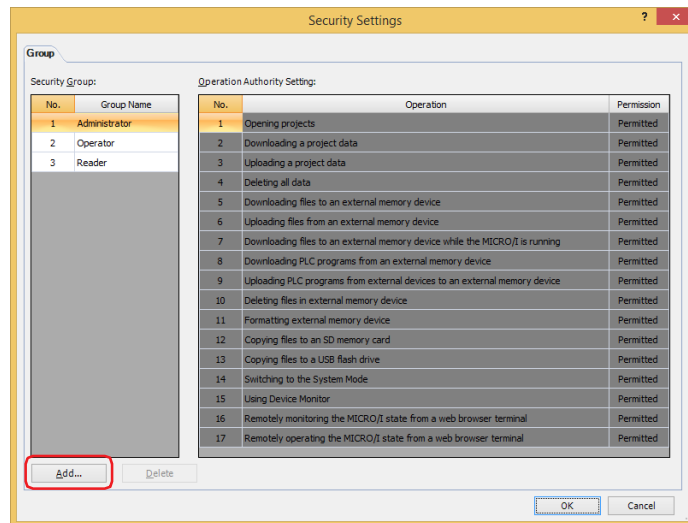 Security Settings
?
×
Group
Security Group:
Operation Authority Setting:
No. Group Name
1 Administrator
2 Operator
3 Reader
No. Operation Permission
1 Opening projects Permitted
2 Downloading a project data Permitted
3 Uploading a project data Permitted
4 Deleting all data Permitted
5 Downloading files to an external memory device Permitted
6 Uploading files from an external memory device Permitted
7 Downloading files to an external memory device while the MICRO/I is running Permitted
8 Downloading PLC programs from an external memory device Permitted
9 Uploading PLC programs from external devices to an external memory device Permitted
10 Deleting files in external memory device Permitted
11 Formatting external memory device Permitted
12 Copying files to an SD memory card Permitted
13 Copying files to a USB flash drive Permitted
14 Switching to the System Mode Permitted
15 Using Device Monitor Permitted
16 Remotely monitoring the MICRO/I state from a web browser terminal Permitted
17 Remotely operating the MICRO/I state from a web browser terminal Permitted
Add...
Delete
OK
Cancel